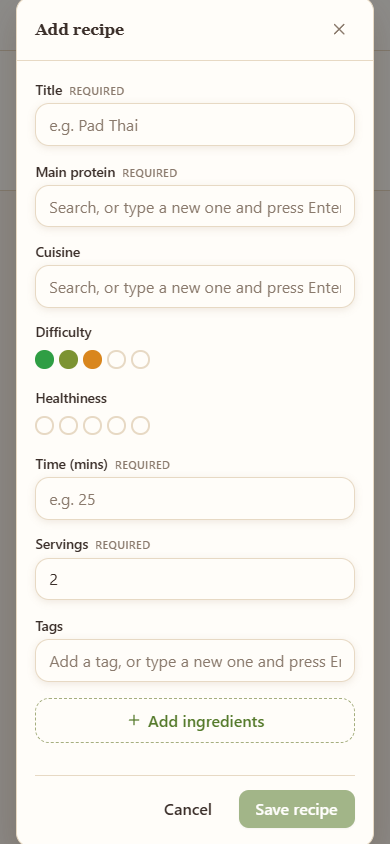 Add recipe
Title REQUIRED
e.g. Pad Thai
Main protein REQUIRED
Search, or type a new one and press Enter
Cuisine
Search, or type a new one and press Enter
Difficulty
Healthiness
Time (mins) REQUIRED
e.g. 25
Servings REQUIRED
2
Tags
Add a tag, or type a new one and press Er
+ Add ingredients
Cancel
Save recipe